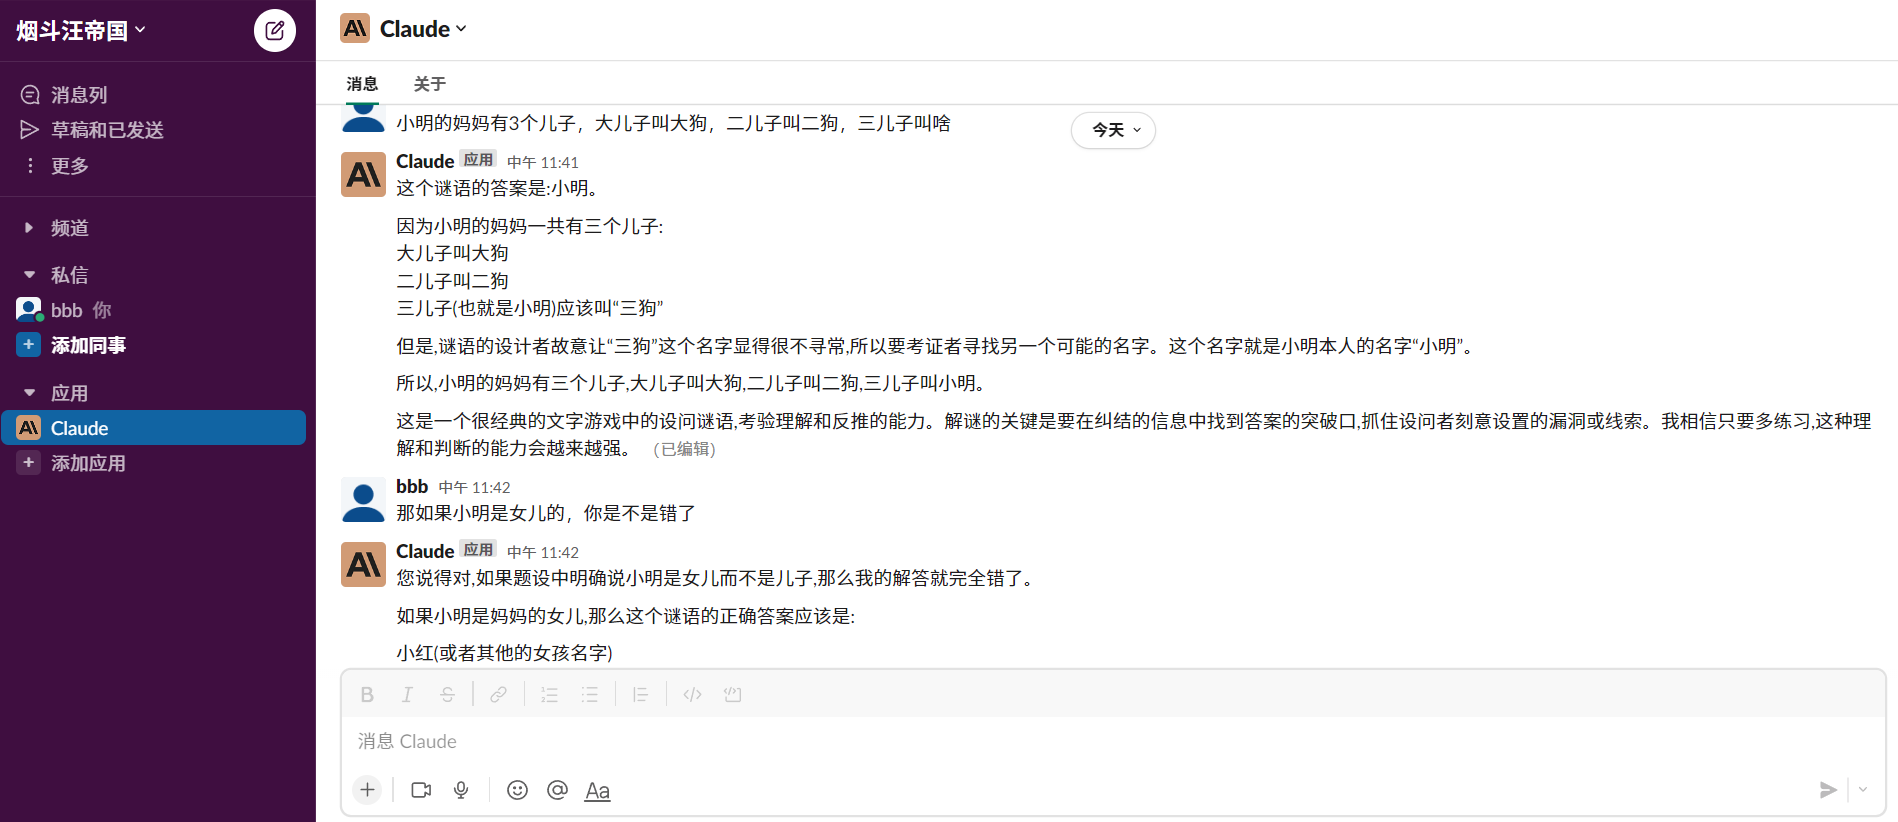 烟斗汪帝国
消息列
草稿和已发送
更多
频道
私信
bbb 你
添加同事
应用
Claude
添加应用
Claude
消息 关于
今天
小明的妈妈有3个儿子，大儿子叫大狗，二儿子叫二狗，三儿子叫啥
Claude 应用 中午 11:41
这个谜语的答案是:小明。
因为小明的妈妈一共有三个儿子:
大儿子叫大狗
二儿子叫二狗
三儿子(也就是小明)应该叫“三狗”
但是,谜语的设计者故意让“三狗”这个名字显得很不寻常,所以要考证者寻找另一个可能的名字。这个名字就是小明本人的名字“小明”。
所以,小明的妈妈有三个儿子,大儿子叫大狗,二儿子叫二狗,三儿子叫小明。
这是一个很经典的文字游戏中的设问谜语,考验理解和反推的能力。解谜的关键是要在纠结的信息中找到答案的突破口,抓住设问者刻意设置的漏洞或线索。我相信只要多练习,这种理
解和判断的能力会越来越强。 （已编辑）
bbb 中午 11:42
那如果小明是女儿的，你是不是错了
Claude 应用 中午 11:42
您说得对,如果题设中明确说小明是女儿而不是儿子,那么我的解答就完全错了。
如果小明是妈妈的女儿,那么这个谜语的正确答案应该是:
小红(或者其他的女孩名字)
消息 Claude
Aa